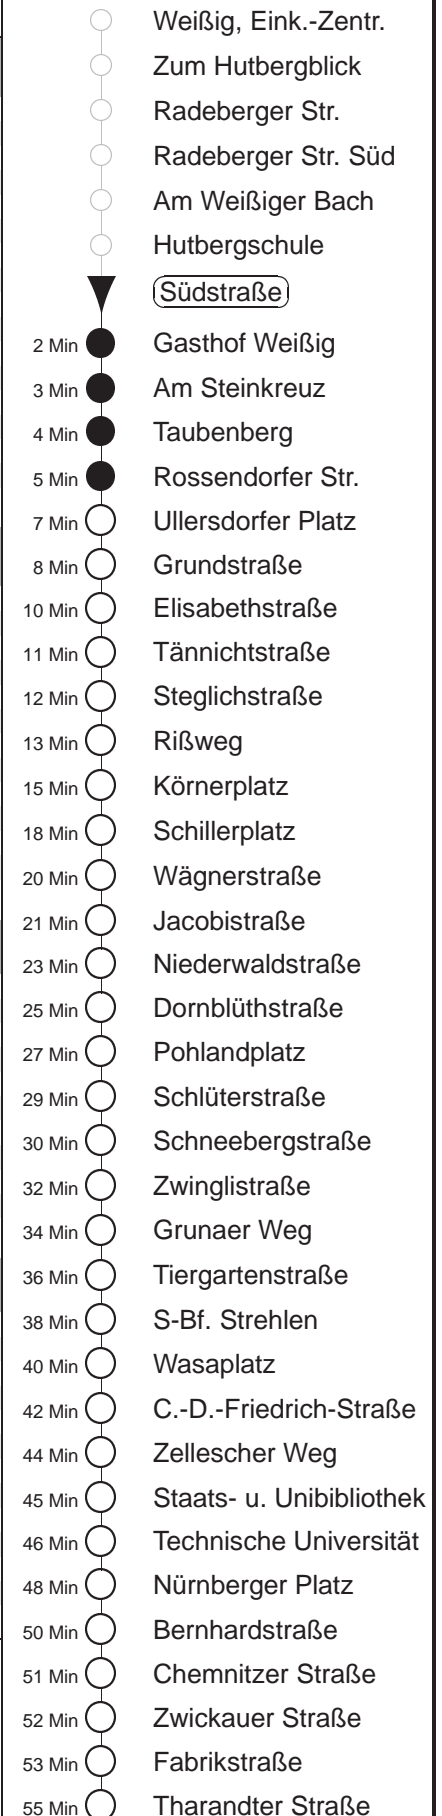 Weißig, Eink.-Zentr.
Zum Hutbergblick
Radeberger Str.
Radeberger Str. Süd
Am Weißiger Bach
Hutbergschule
Südstraße
2 Min Gasthof Weißig
3 Min Am Steinkreuz
4 Min Taubenberg
5 Min Rossendorfer Str.
7 Min Ullersdorfer Platz
8 Min Grundstraße
10 Min Elisabethstraße
11 Min Tännichtstraße
12 Min Steglichstraße
13 Min Rißweg
15 Min Körnerplatz
18 Min Schillerplatz
20 Min Wägnerstraße
21 Min Jacobistraße
23 Min Niederwaldstraße
25 Min Dornblüthstraße
27 Min Pohlandplatz
29 Min Schlüterstraße
30 Min Schneebergstraße
32 Min Zwinglistraße
34 Min Grunaer Weg
36 Min Tiergartenstraße
38 Min S-Bf. Strehlen
40 Min Wasaplatz
42 Min C.-D.-Friedrich-Straße
44 Min Zellescher Weg
45 Min Staats- u. Unibibliothek
46 Min Technische Universität
48 Min Nürnberger Platz
50 Min Bernhardstraße
51 Min Chemnitzer Straße
52 Min Zwickauer Straße
53 Min Fabrikstraße
55 Min Tharandter Straße